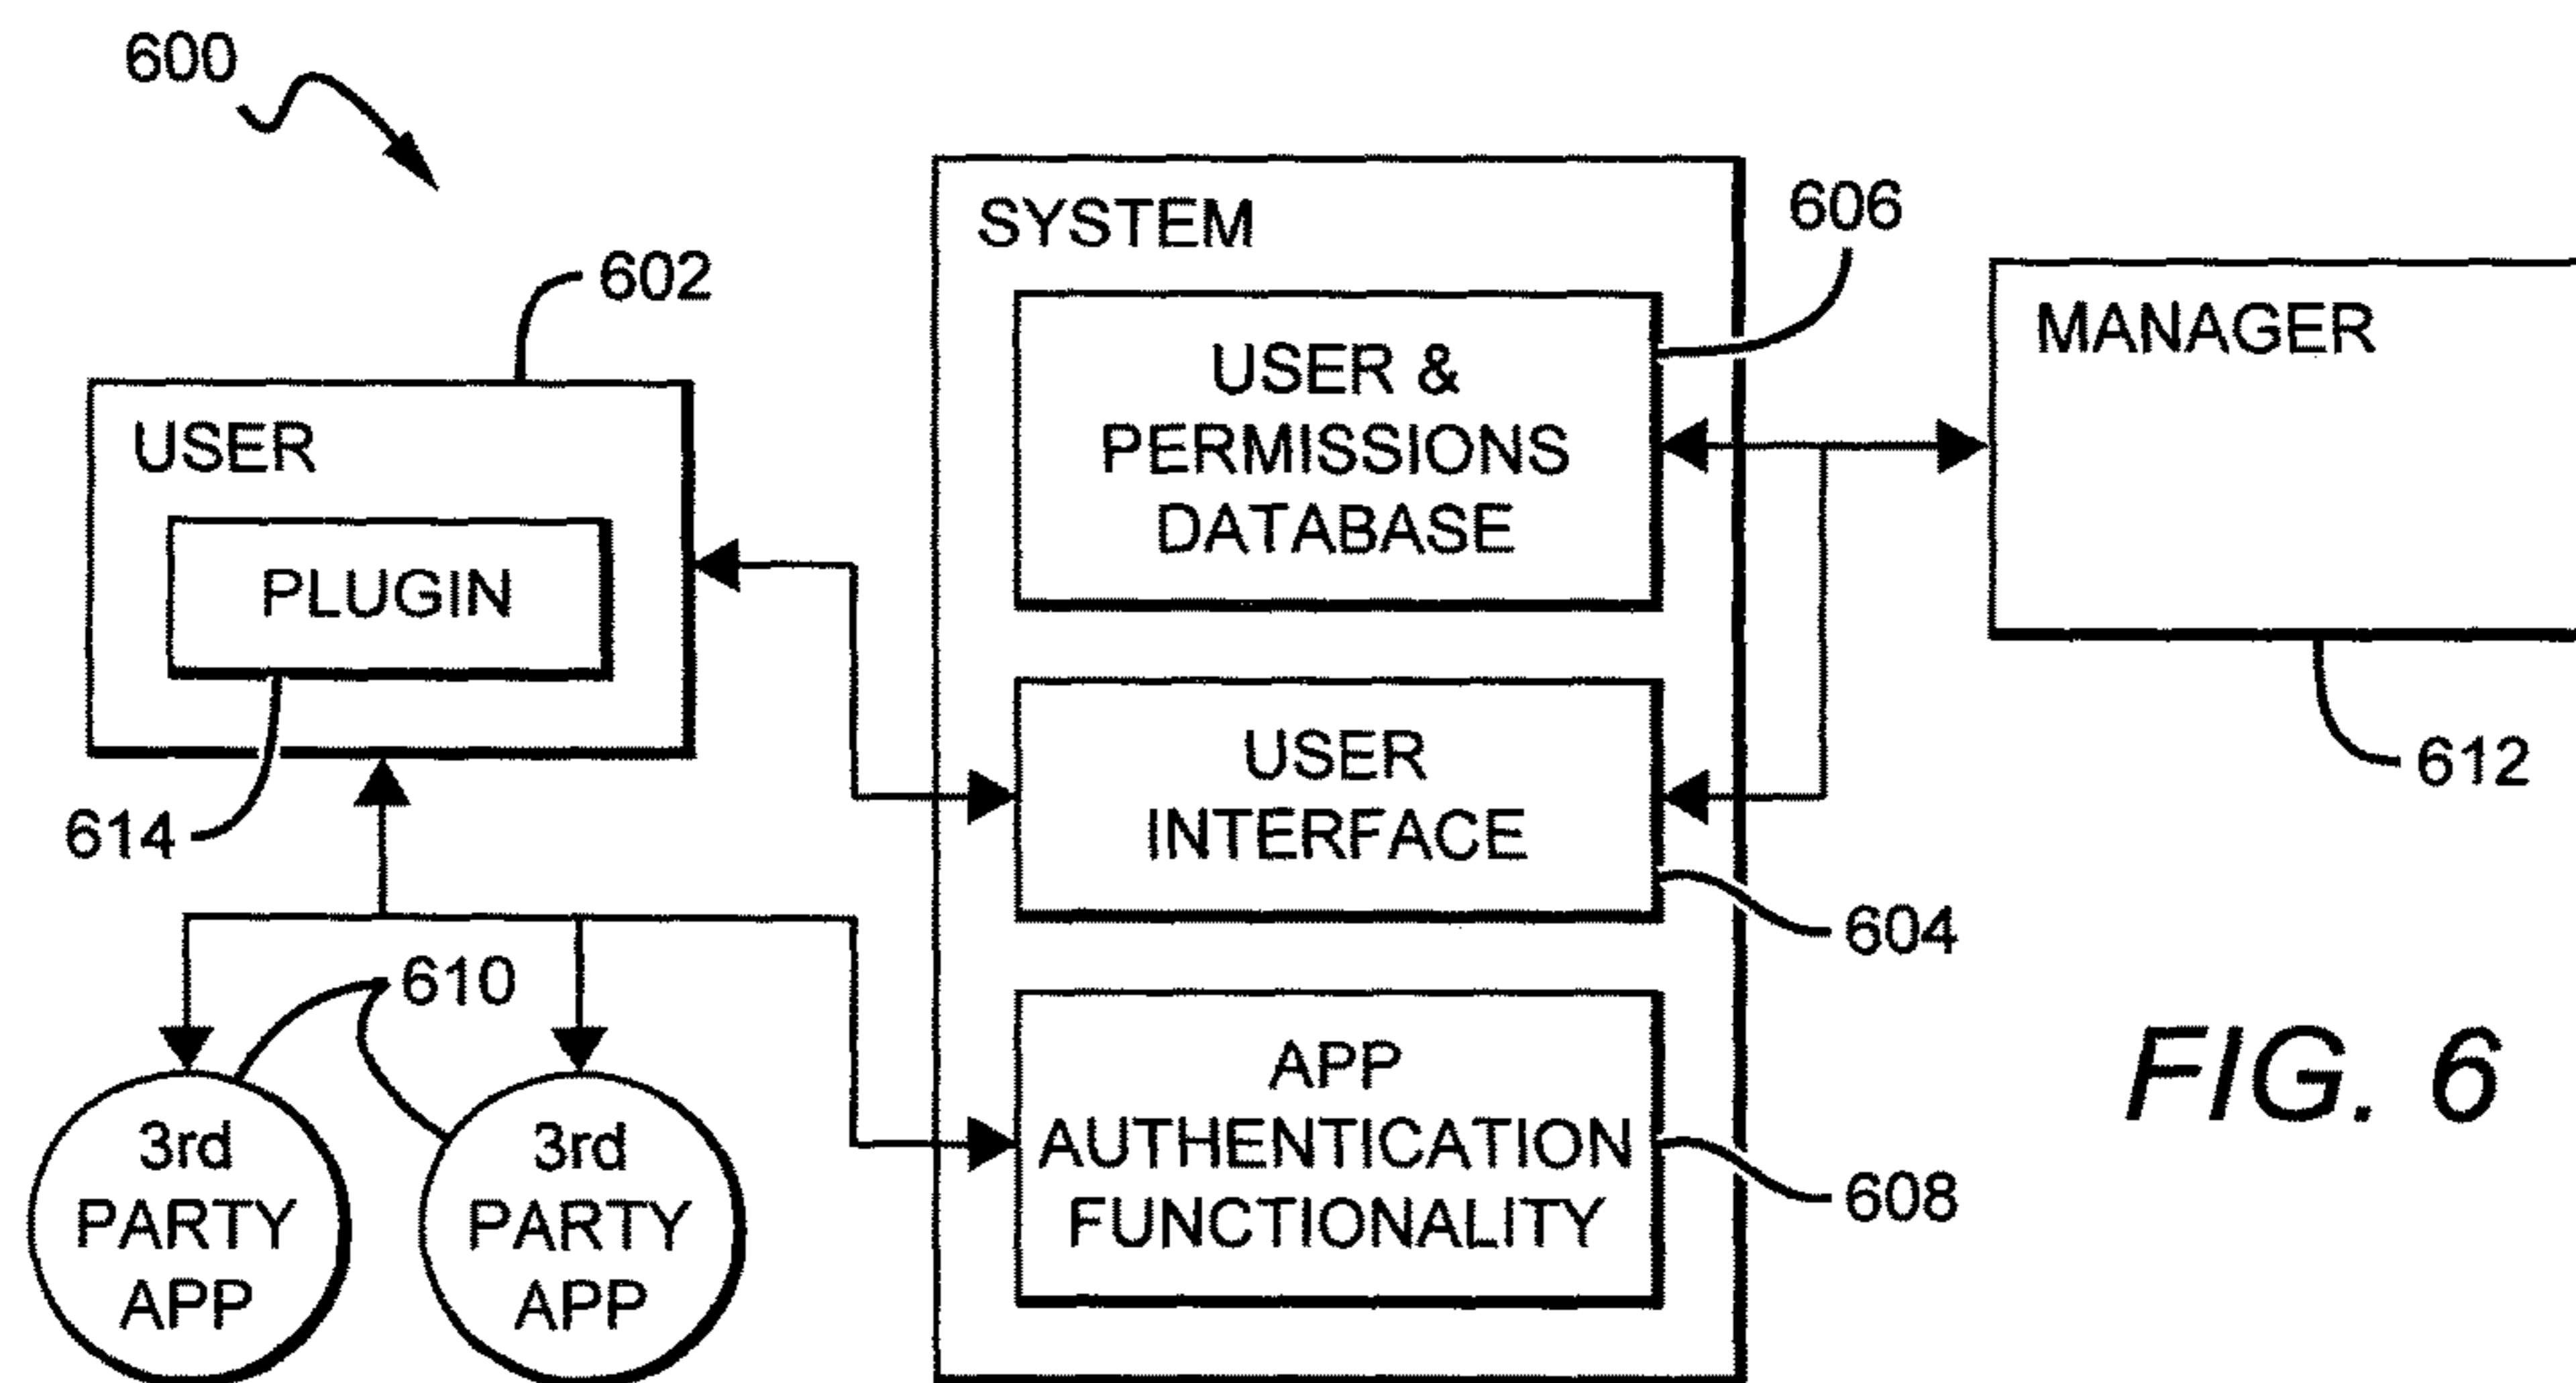 600
SYSTEM
606
602
USER &
PERMISSIONS
DATABASE
MANAGER
USER
PLUGIN
614
USER
INTERFACE
612
604
610
3rd
PARTY
APP
3rd
PARTY
APP
APP
AUTHENTICATION
FUNCTIONALITY
608
FIG. 6